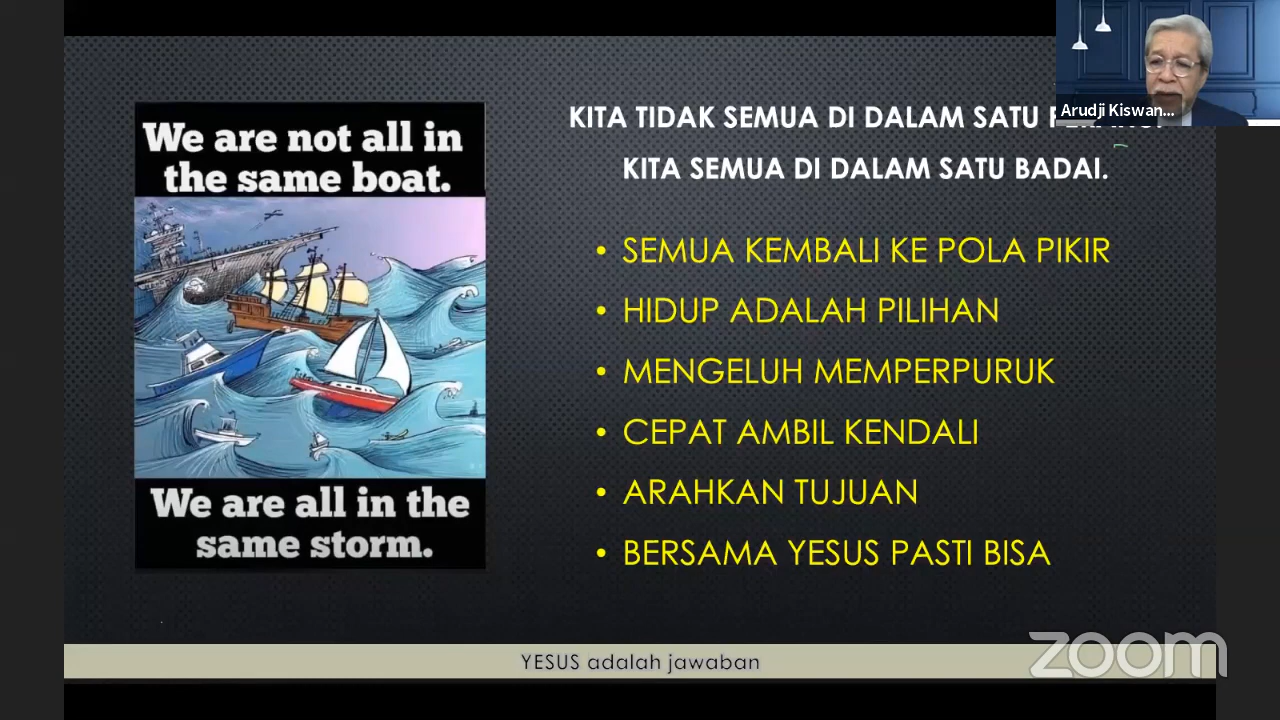 We are not all in
the same boat.
We are all in the
same storm.
KITA TIDAK SEMUA DI DALAM SATU
KITA SEMUA DI DALAM SATU BADAI.
• SEMUA KEMBALI KE POLA PIKIR
• HIDUP ADALAH PILIHAN
• MENGELUH MEMPERPURUK
• CEPAT AMBIL KENDALI
• ARAHKAN TUJUAN
• BERSAMA YESUS PASTI BISA
Arudji Kiswan...
YESUS adalah jawaban
zoom